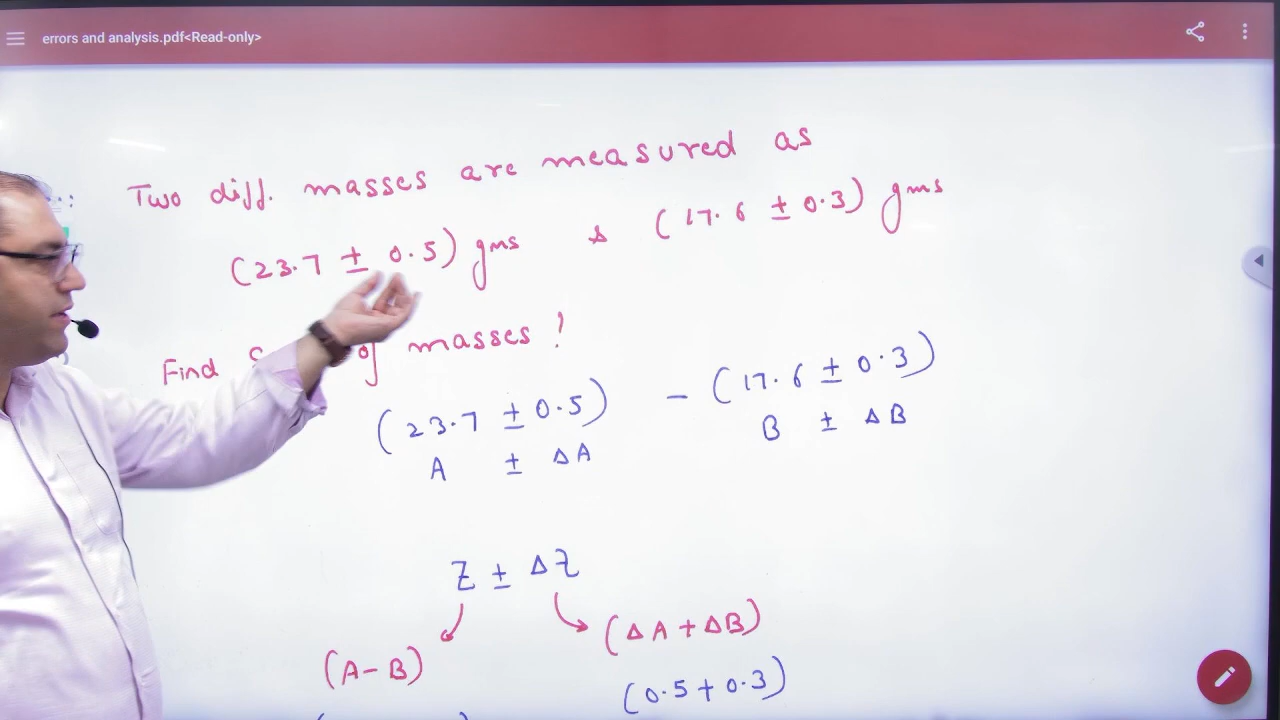 errors and analysis.pdf<Read-only>
Two diff. masses are measured as
(23.7 ± 0.5) gms & (17.6 ± 0.3) gms
Find of masses ?
(23.7 ± 0.5) - (17.6 ± 0.3)
A ± ΔA B ± ΔB
Z ± ΔZ
(A - B) (ΔA + ΔB)
(0.5 + 0.3)